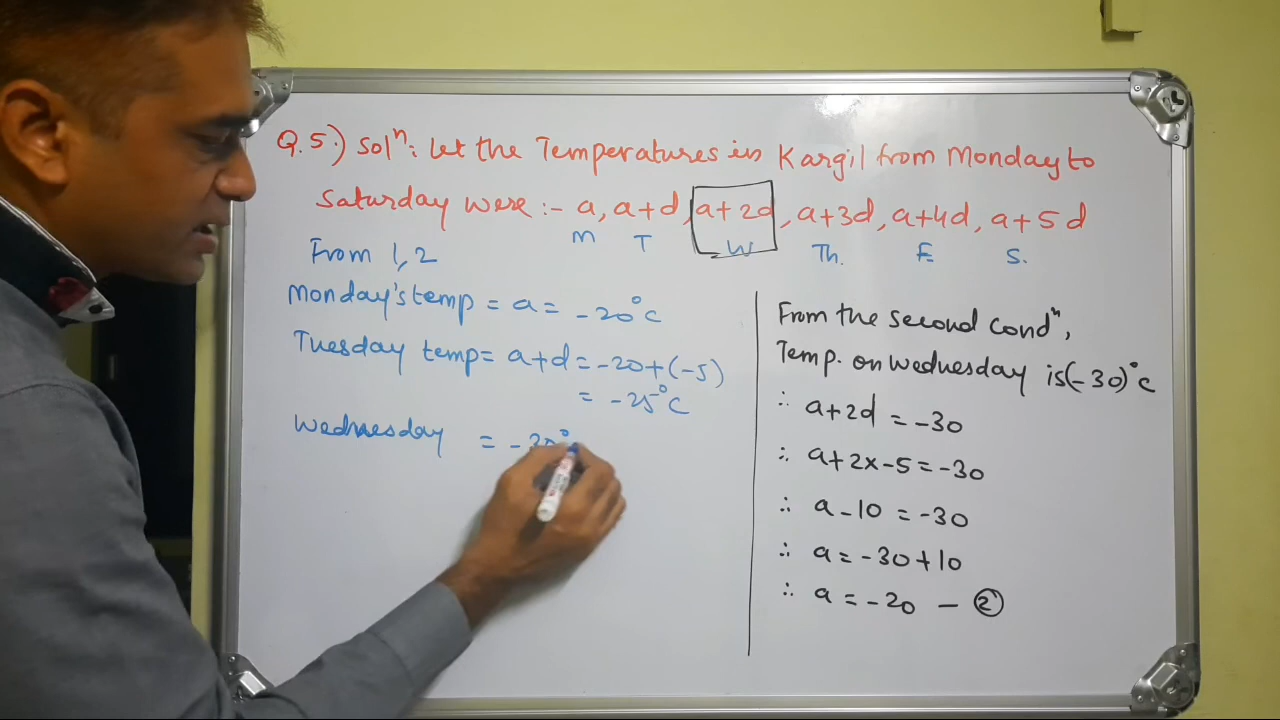 Q.5.) Solⁿ: Let the Temperatures in Kargil from Monday to
Saturday were :- a, a+d, a+2d, a+3d, a+4d, a+5d
M T W Th. F. S.
From 1, 2
Monday's temp = a = -20°C
Tuesday temp = a+d = -20+(-5)
= -25°C
Wednesday = -30°
From the second condⁿ,
Temp. on wednesday is (-30)°C
∴ a+2d = -30
∴ a+2x-5 = -30
∴ a-10 = -30
∴ a = -30+10
∴ a = -20 — ②